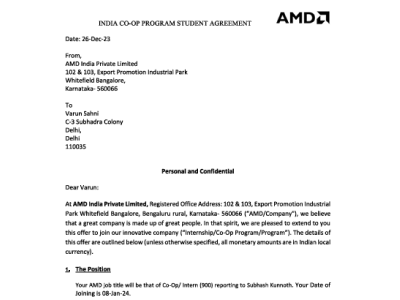 INDIA CO-OP PROGRAM STUDENT AGREEMENT
AMD
Date: 26-Dec-23
From,
AMD India Private Limited
102 & 103, Export Promotion Industrial Park
Whitefield Bangalore,
Karnataka- 560066
To
Varun Sahni
C-3 Subhadra Colony
Delhi,
Delhi
110035
Personal and Confidential
Dear Varun:
At AMD India Private Limited, Registered Office Address: 102 & 103, Export Promotion Industrial
Park Whitefield Bangalore, Bengaluru rural, Karnataka- 560066 ("AMD/Company"), we believe
that a great company is made up of great people. In that spirit, we are pleased to extend to you
this offer to join our innovative company ("Internship/Co-Op Program/Program"). The details of
this offer are outlined below (unless otherwise specified, all monetary amounts are in Indian local
currency).
1. The Position
Your AMD job title will be that of Co-Op/ Intern (900) reporting to Subhash Kunnath. Your Date of
Joining is 08-Jan-24.